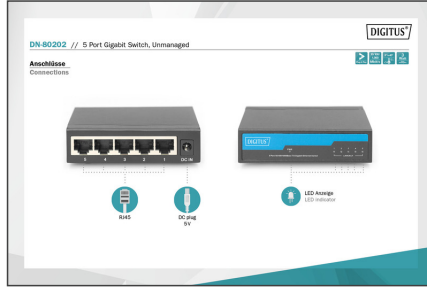 DIGITUS®
DN-80202 // 5 Port Gigabit Switch, Unmanaged
Anschlüsse
Connections
5 4 3 2 1 DC IN
DIGITUS
RJ45
DC plug
5 V
LED Anzeige
LED indicator